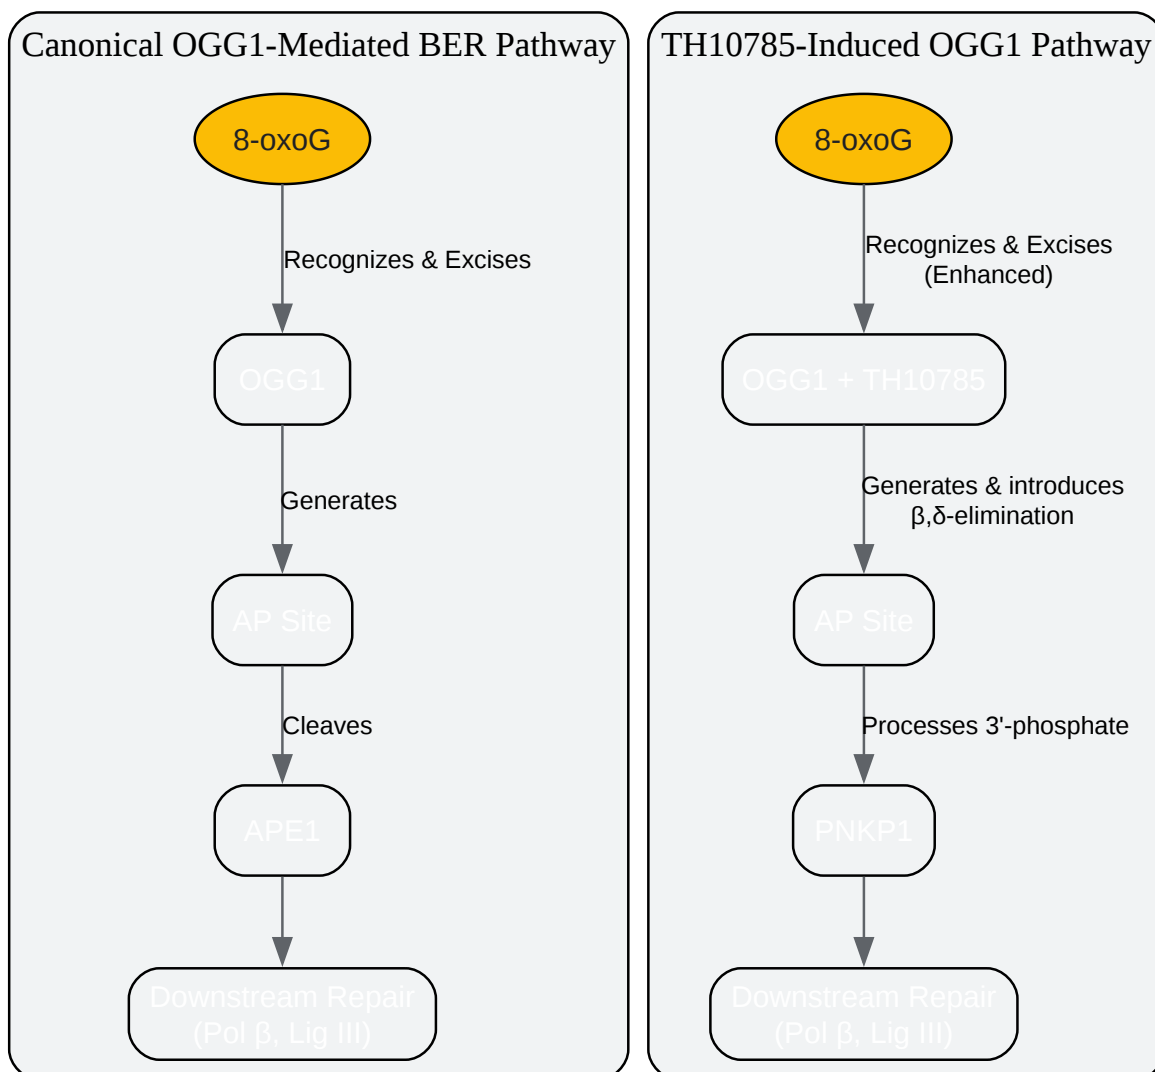 Canonical OGG1-Mediated BER Pathway
8-oxoG
Recognizes & Excises
OGG1
Generates
AP Site
Cleaves
APE1
Downstream Repair
(Pol β, Lig III)
TH10785-Induced OGG1 Pathway
8-oxoG
Recognizes & Excises
(Enhanced)
OGG1 + TH10785
Generates & introduces
β,δ-elimination
AP Site
Processes 3'-phosphate
PNKP1
Downstream Repair
(Pol β, Lig III)